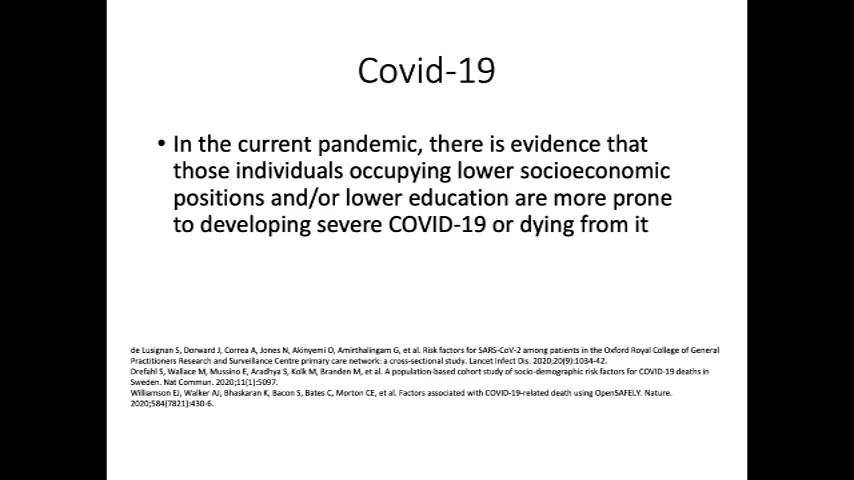 Covid-19
• In the current pandemic, there is evidence that
those individuals occupying lower socioeconomic
positions and/or lower education are more prone
to developing severe COVID-19 or dying from it
de Lusignan S, Dorward J, Correa A, Jones N, Akinyemi O, Amirthalingam G, et al. Risk factors for SARS-CoV-2 among patients in the Oxford Royal College of General
Practitioners Research and Surveillance Centre primary care network: a cross-sectional study. Lancet Infect Dis. 2020;20(9):1034-42.
Drefahl S, Wallace M, Mussino E, Aradhya S, Kolk M, Branden M, et al. A population-based cohort study of socio-demographic risk factors for COVID-19 deaths in
Sweden. Nat Commun. 2020;11(1):5097.
Williamson EJ, Walker AJ, Bhaskaran K, Bacon S, Bates C, Morton CE, et al. Factors associated with COVID-19-related death using OpenSAFELY. Nature.
2020;584(7821):430-6.